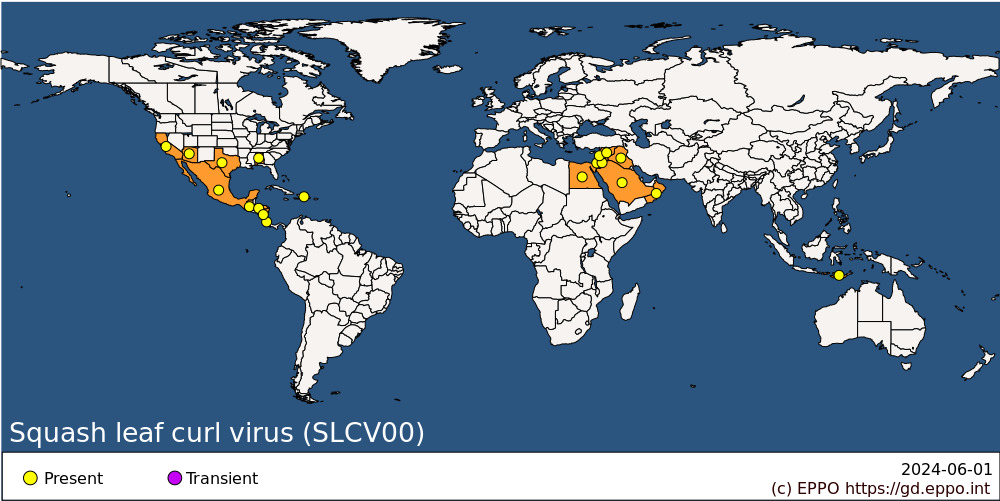 Squash leaf curl virus (SLCV00)
Present
Transient
2024-06-01
(c) EPPO https://gd.eppo.int